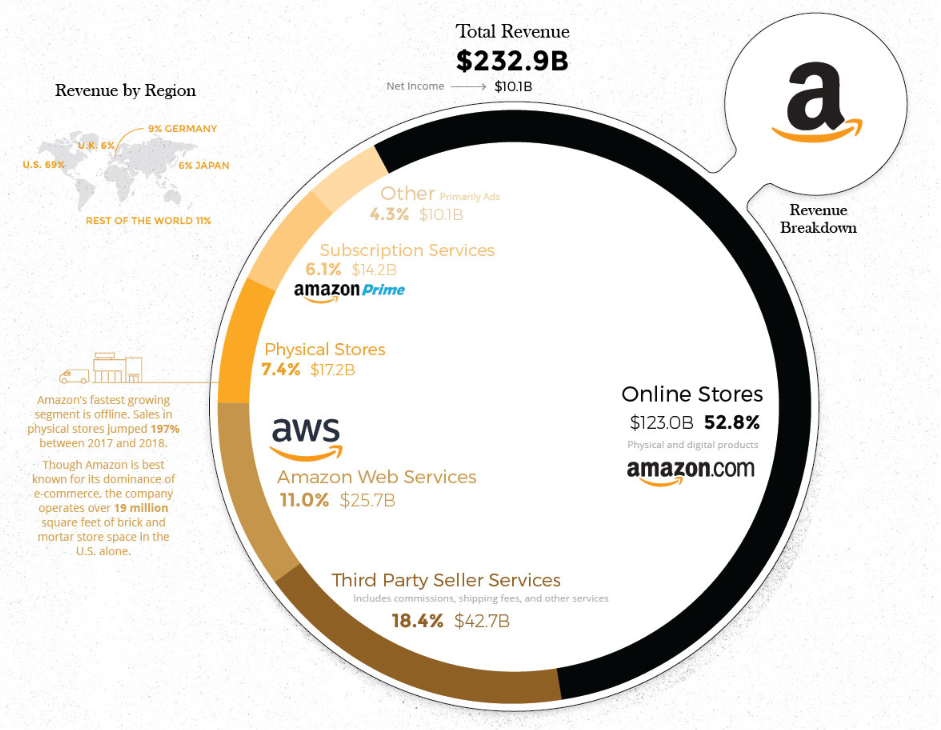 Total Revenue
$232.9B
Net Income $10.1B
a
Revenue
Breakdown
Revenue by Region
9% GERMANY
U.K. 6%
U.S. 69%
6% JAPAN
REST OF THE WORLD 11%
Other Primarily Ads
4.3% $10.1B
Subscription Services
6.1% $14.2B
amazon Prime
Physical Stores
7.4% $17.2B
Amazon's fastest growing
segment is offline. Sales in
physical stores jumped 197%
between 2017 and 2018.
Though Amazon is best
known for its dominance of
e-commerce, the company
operates over 19 million
square feet of brick and
mortar store space in the
U.S. alone.
aws
Amazon Web Services
11.0% $25.7B
Third Party Seller Services
Includes commissions, shipping fees, and other services
18.4% $42.7B
Online Stores
$123.0B 52.8%
Physical and digital products
amazon.com